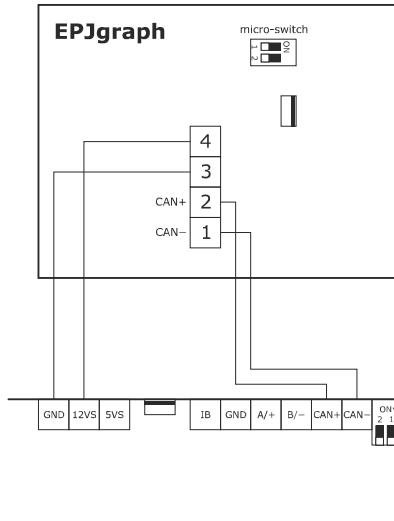 EPJgraph
micro-switch
ON
1
2
4
3
CAN+ 2
CAN− 1
GND 12VS 5VS IB GND A/+ B/− CAN+ CAN−
ON
2 1